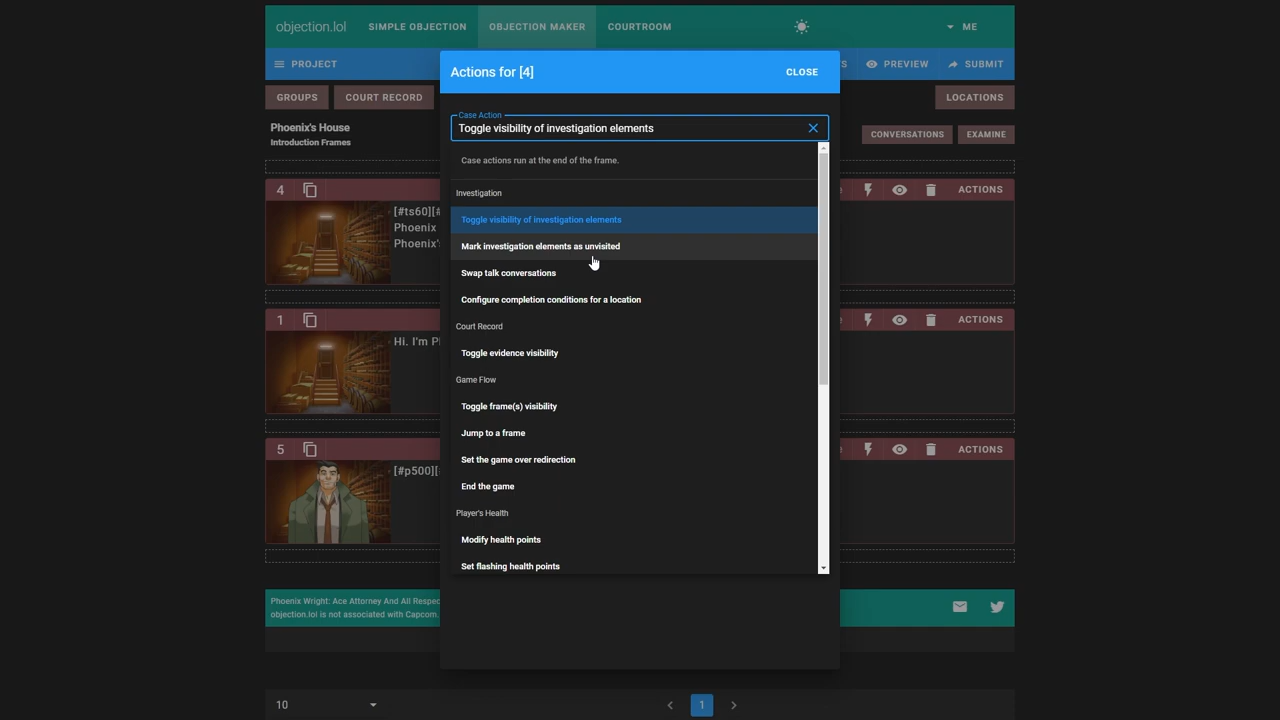 objection.lol
SIMPLE OBJECTION
OBJECTION MAKER
COURTROOM
ME
PROJECT
PREVIEW
SUBMIT
Actions for [4]
CLOSE
GROUPS
COURT RECORD
LOCATIONS
Phoenix's House
Introduction Frames
CONVERSATIONS
EXAMINE
Case Action
Toggle visibility of investigation elements
Case actions run at the end of the frame.
Investigation
Toggle visibility of investigation elements
Mark investigation elements as unvisited
Swap talk conversations
Configure completion conditions for a location
Court Record
Toggle evidence visibility
Game Flow
Toggle frame(s) visibility
Jump to a frame
Set the game over redirection
End the game
Player's Health
Modify health points
Set flashing health points
4
ACTIONS
[#ts60][#
Phoenix
Phoenix'
1
ACTIONS
Hi. I'm P
5
ACTIONS
[#p500][
Phoenix Wright: Ace Attorney And All Respec
objection.lol is not associated with Capcom
10
1